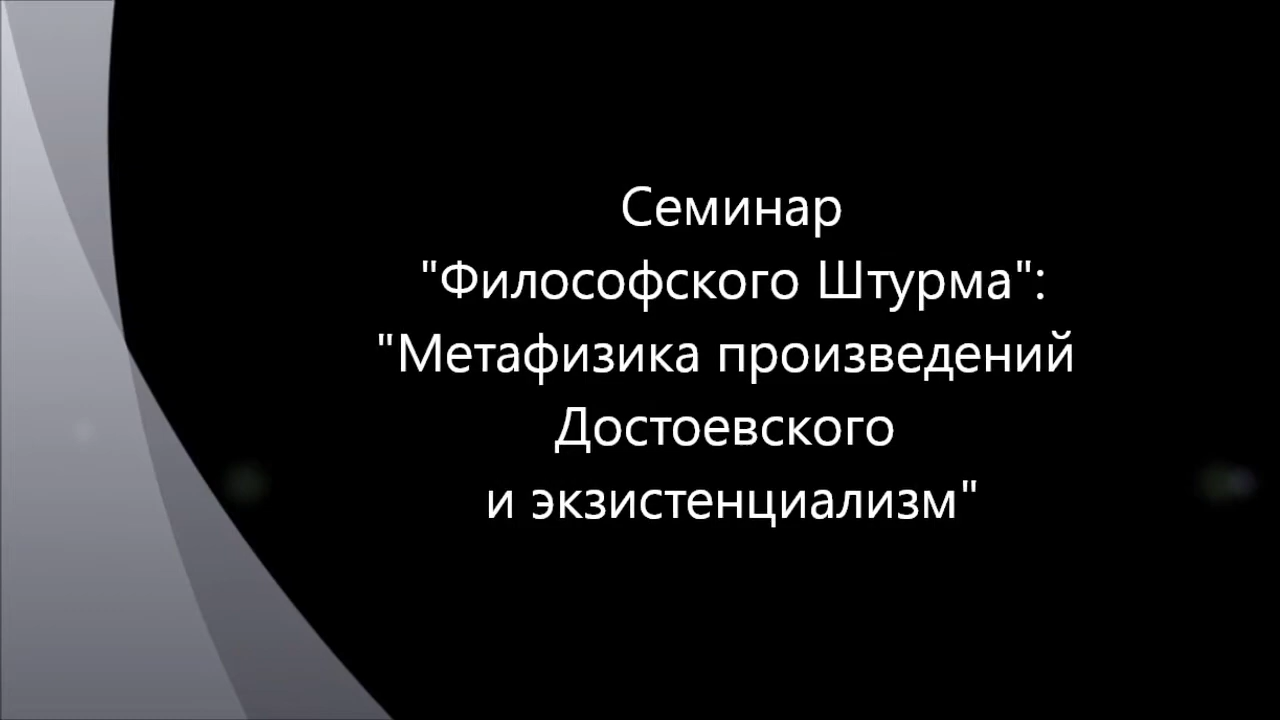 Семинар
"Философского Штурма":
"Метафизика произведений
Достоевского
и экзистенциализм"